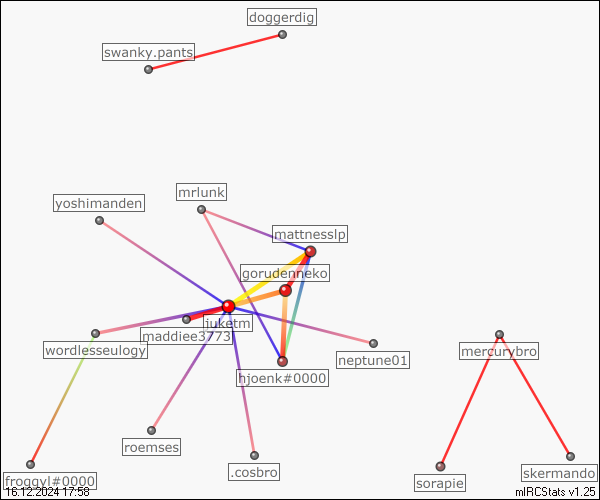 doggerdig
swanky.pants
mrlunk
yoshimanden
mattnesslp
gorudenneko
juketm
maddiee3773
wordlesseulogy
neptune01
mercurybro
hjoenk#0000
roemses
.cosbro
sorapie
skermando
froggyl#0000
16.12.2024 17:58
mIRCStats v1.25